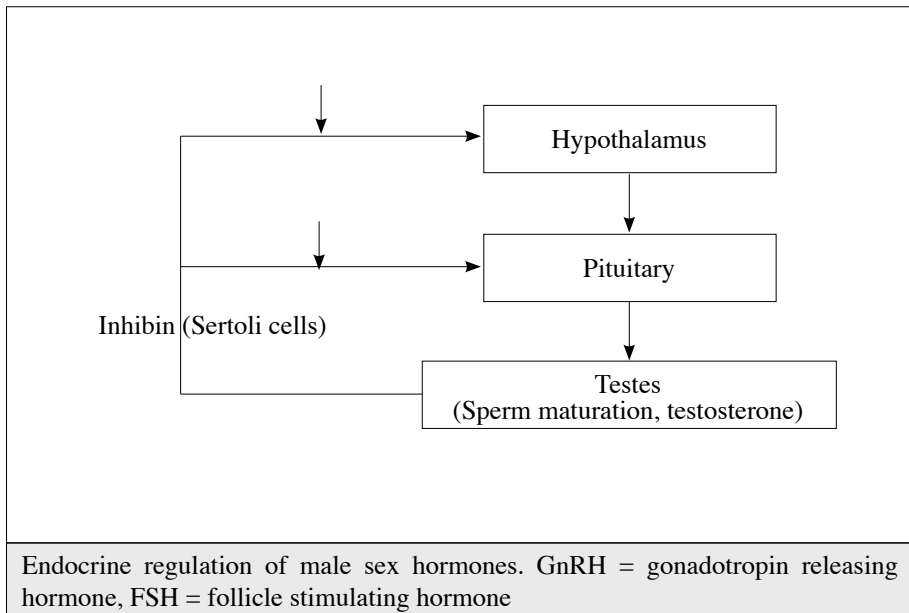 Hypothalamus
Pituitary
Inhibin (Sertoli cells)
Testes
(Sperm maturation, testosterone)
Endocrine regulation of male sex hormones. GnRH = gonadotropin releasing
hormone, FSH = follicle stimulating hormone